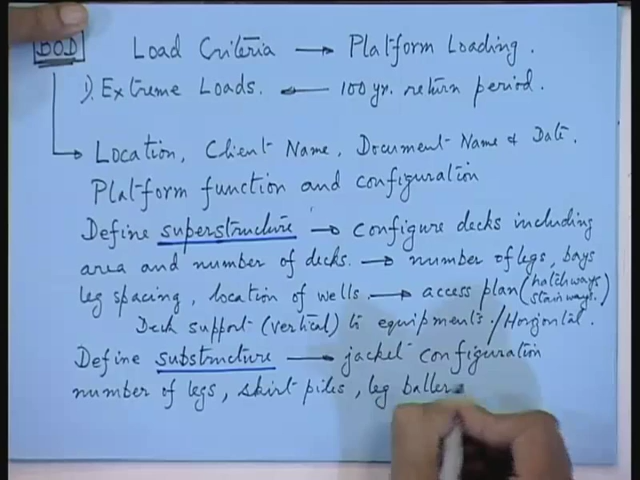 BOD Load Criteria → Platform Loading.
1). Extreme Loads. ← 100 yr. return period.
→ Location, Client Name, Document Name & Date.
Platform function and configuration
Define superstructure → configure decks including
area and number of decks. → number of legs, bays
leg spacing, location of wells → access plan (hatchways
stairways.)
Deck support (vertical) to equipments./Horizontal.
Define substructure → jacket configuration
number of legs, skirt piles, leg batter